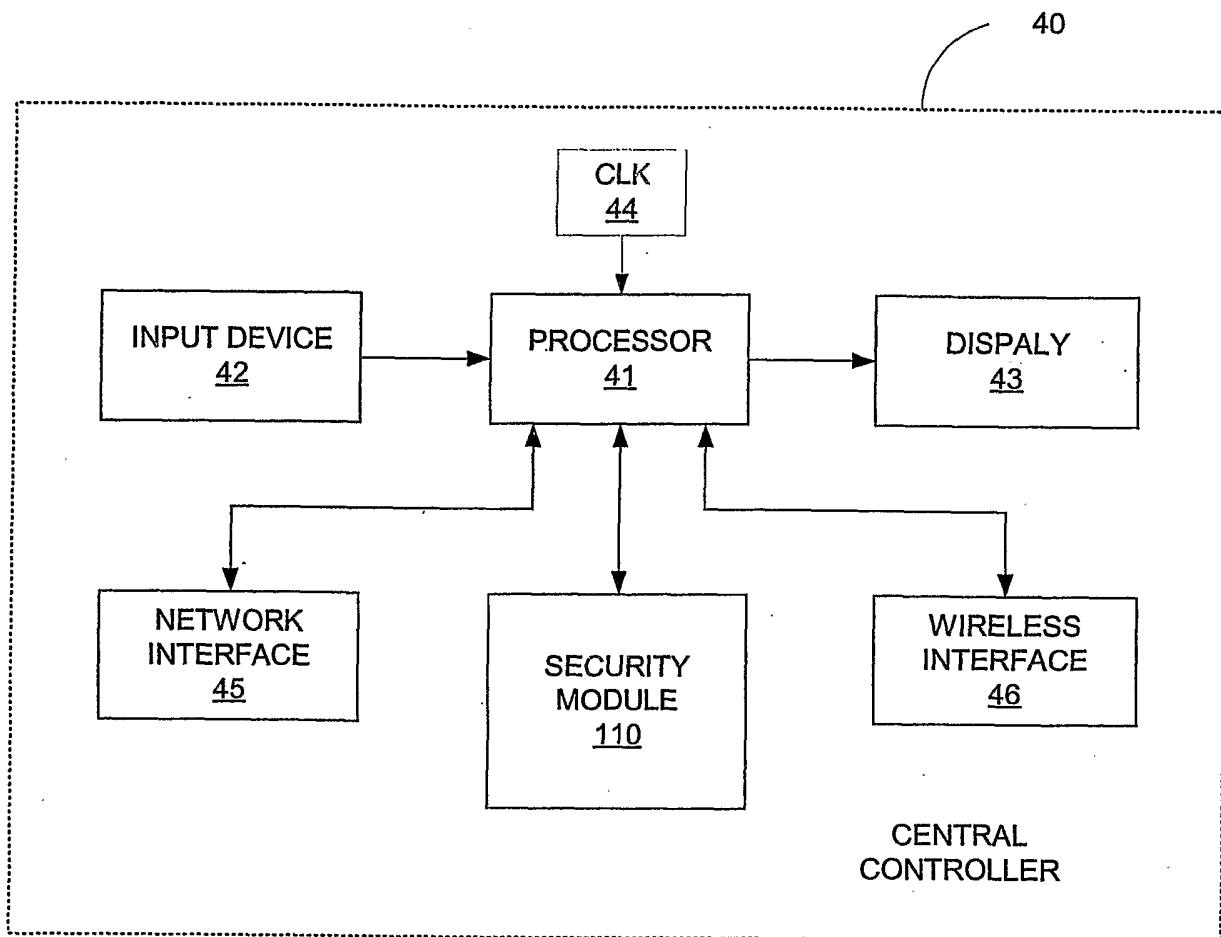 40
CLK
44
INPUT DEVICE
42
PROCESSOR
41
DISPALY
43
NETWORK
INTERFACE
45
SECURITY
MODULE
110
WIRELESS
INTERFACE
46
CENTRAL
CONTROLLER